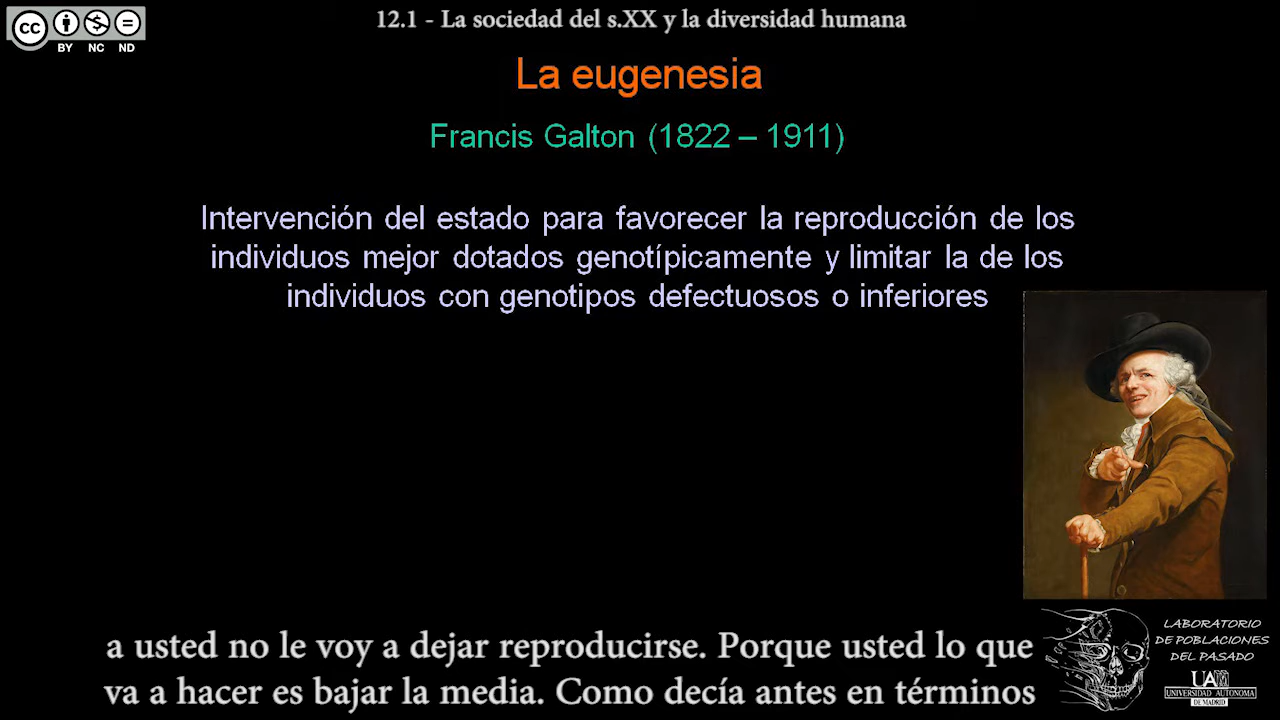 12.1 - La sociedad del s.XX y la diversidad humana
cc
BY NC ND
La eugenesia
Francis Galton (1822 – 1911)
Intervención del estado para favorecer la reproducción de los
individuos mejor dotados genotípicamente y limitar la de los
individuos con genotipos defectuosos o inferiores
a usted no le voy a dejar reproducirse. Porque usted lo que
va a hacer es bajar la media. Como decía antes en términos
LABORATORIO
DE POBLACIONES
DEL PASADO
UAM
UNIVERSIDAD AUTONOMA
DE MADRID